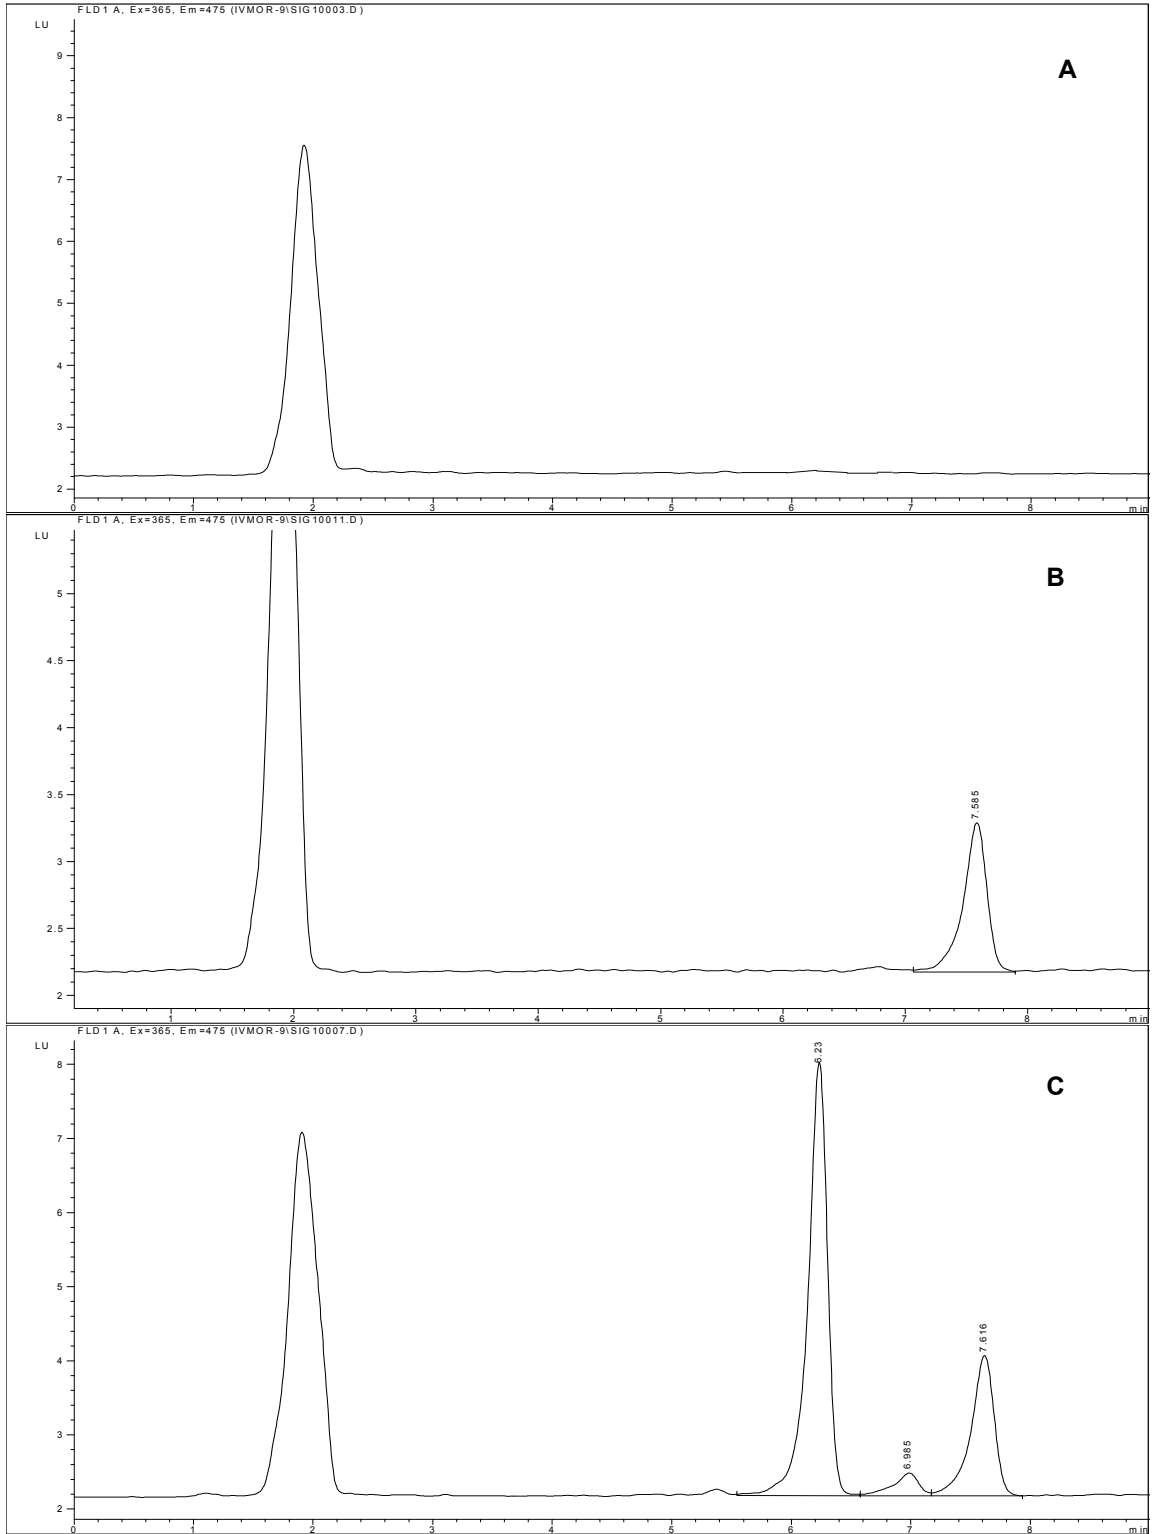 FLD1 A, Ex=365, Em=475 (IVMOR-9\SIG10003.D)
LU
A
9
8
7
6
5
4
3
2
0 1 2 3 4 5 6 7 8 min
FLD1 A, Ex=365, Em=475 (IVMOR-9\SIG10011.D)
LU
B
5
4.5
4
3.5
7.585
3
2.5
2
1 2 3 4 5 6 7 8 min
FLD1 A, Ex=365, Em=475 (IVMOR-9\SIG10007.D)
LU
6.23
C
8
7
6
5
7.616
4
3
6.985
2
0 1 2 3 4 5 6 7 8 min